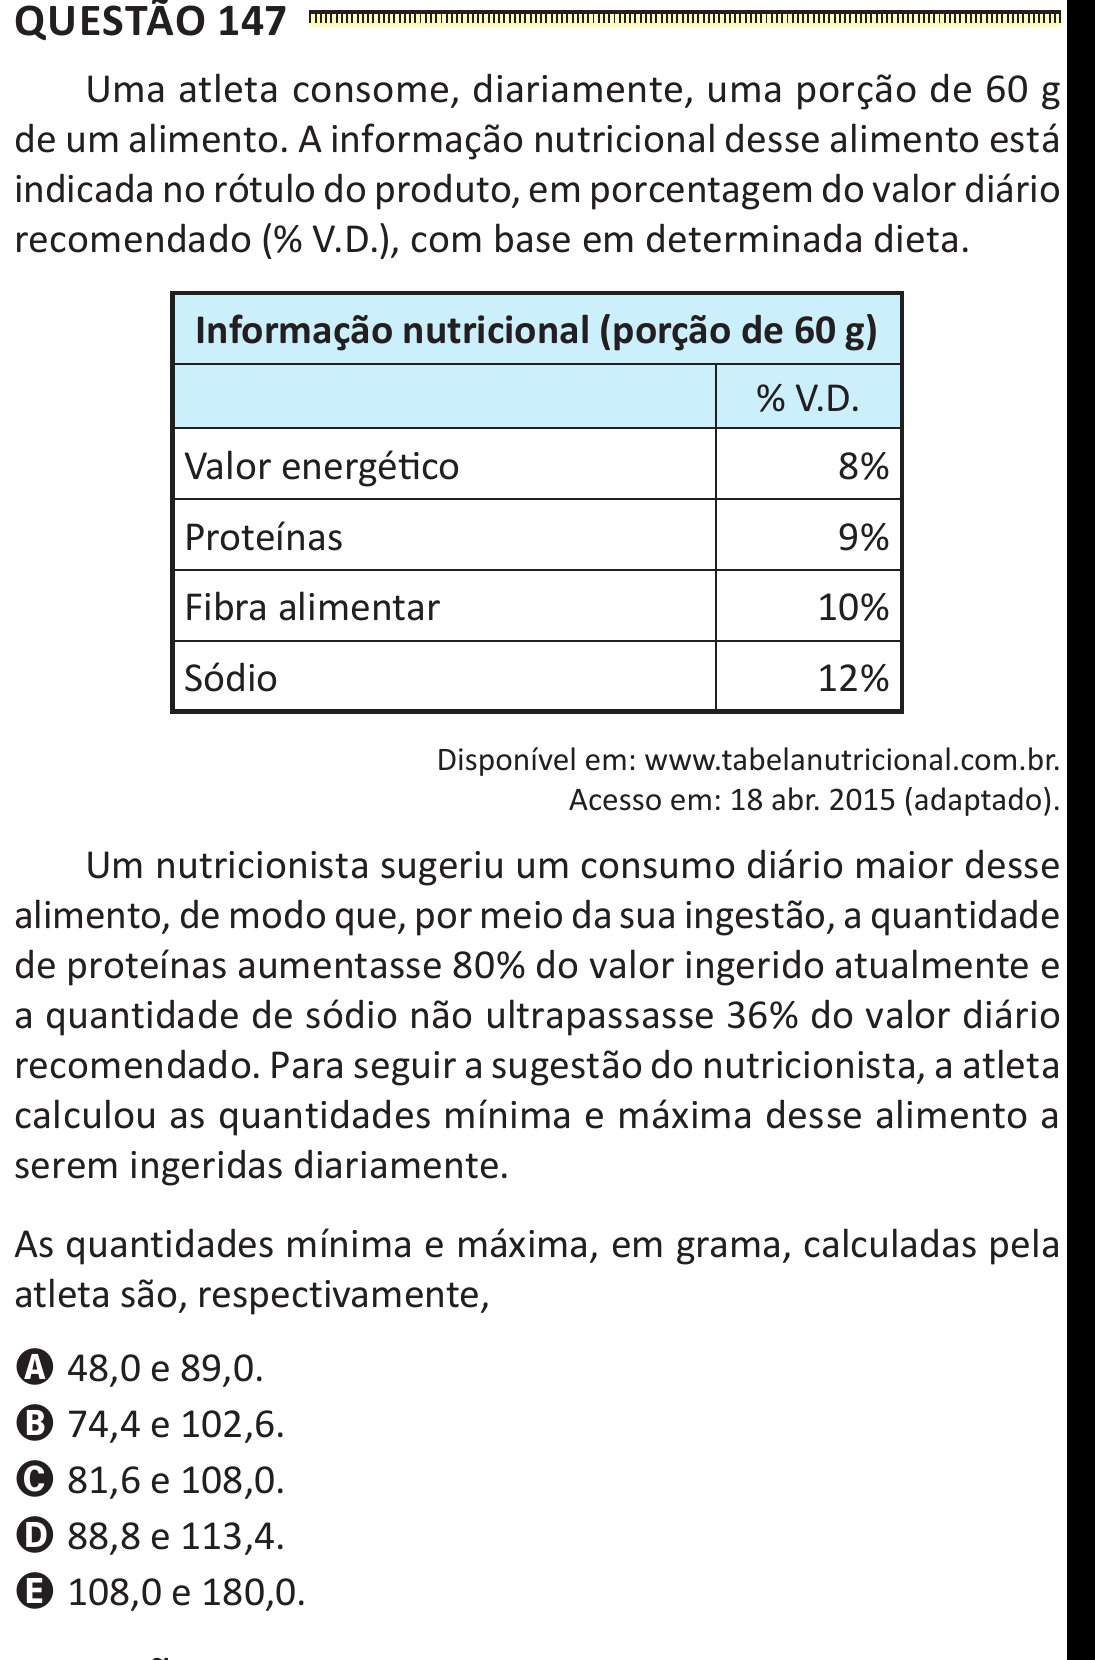 QUESTÃO 147
Uma atleta consome, diariamente, uma porção de 60 g
de um alimento. A informação nutricional desse alimento está
indicada no rótulo do produto, em porcentagem do valor diário
recomendado (% V.D.), com base em determinada dieta.
Informação nutricional (porção de 60 g)
% V.D.
Valor energético 8%
Proteínas 9%
Fibra alimentar 10%
Sódio 12%
Disponível em: www.tabelanutricional.com.br.
Acesso em: 18 abr. 2015 (adaptado).
Um nutricionista sugeriu um consumo diário maior desse
alimento, de modo que, por meio da sua ingestão, a quantidade
de proteínas aumentasse 80% do valor ingerido atualmente e
a quantidade de sódio não ultrapassasse 36% do valor diário
recomendado. Para seguir a sugestão do nutricionista, a atleta
calculou as quantidades mínima e máxima desse alimento a
serem ingeridas diariamente.
As quantidades mínima e máxima, em grama, calculadas pela
atleta são, respectivamente,
A 48,0 e 89,0.
B 74,4 e 102,6.
C 81,6 e 108,0.
D 88,8 e 113,4.
E 108,0 e 180,0.